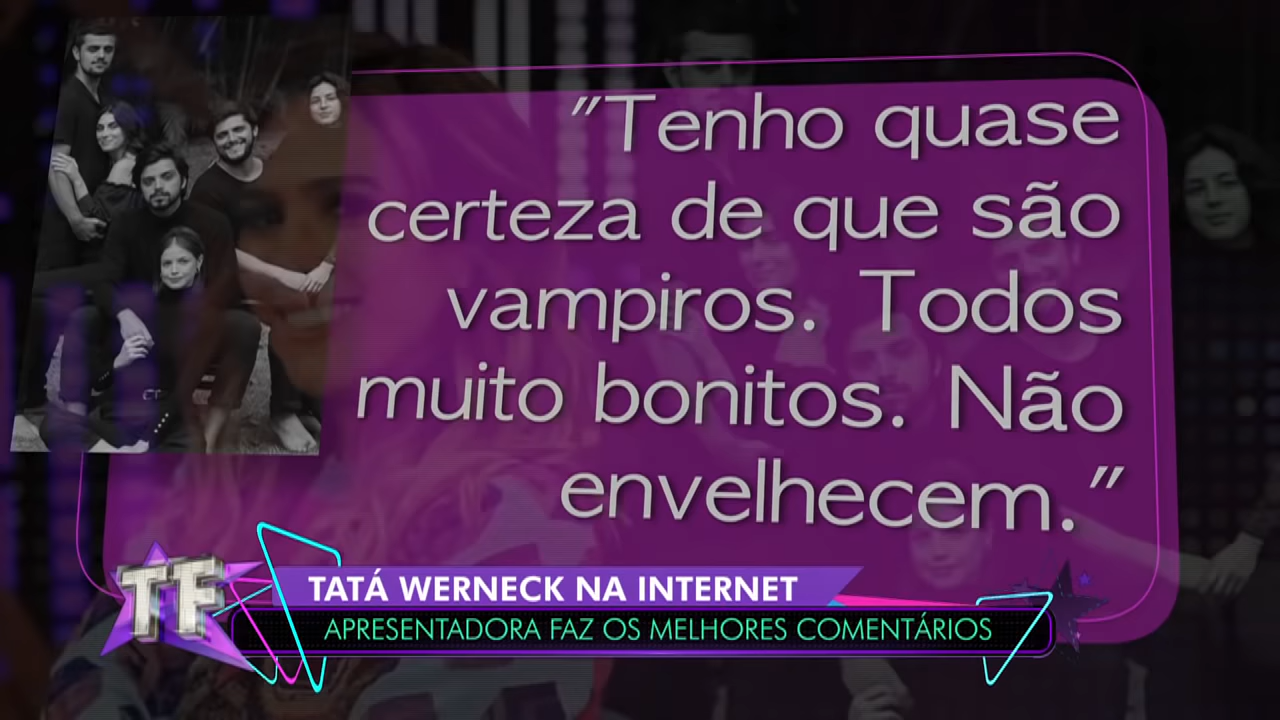 "Tenho quase
certeza de que são
vampiros. Todos
muito bonitos. Não
envelhecem."
TF
TATÁ WERNECK NA INTERNET
APRESENTADORA FAZ OS MELHORES COMENTÁRIOS